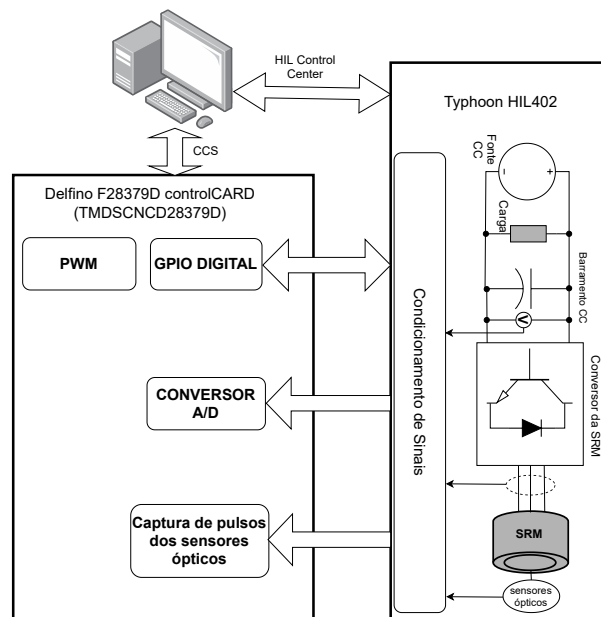 HIL Control
Center
CCS
Delfino F28379D controlCARD
(TMDSCNCD28379D)
PWM
GPIO DIGITAL
CONVERSOR
A/D
Captura de pulsos
dos sensores
ópticos
Typhoon HIL402
Condicionamento de Sinais
Fonte
CC
-
+
Carga
Barramento CC
V
Conversor da SRM
SRM
sensores
ópticos